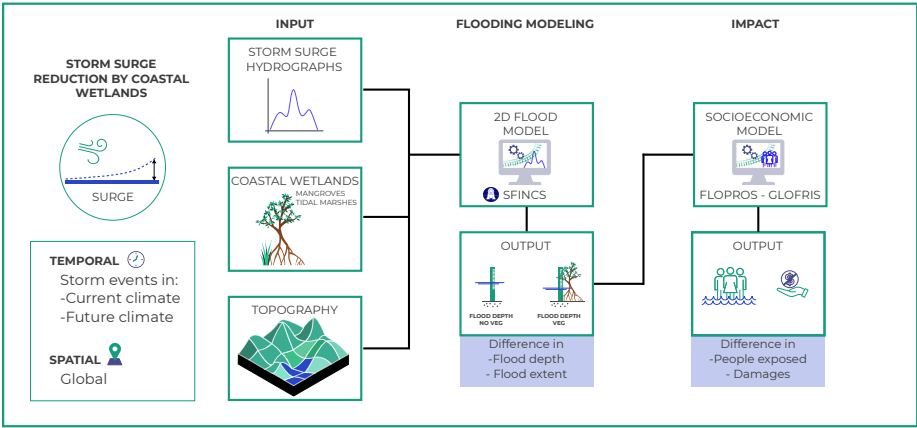 INPUT
FLOODING MODELING
IMPACT
STORM SURGE
REDUCTION BY COASTAL
WETLANDS
SURGE
TEMPORAL
Storm events in:
-Current climate
-Future climate
SPATIAL
Global
STORM SURGE
HYDROGRAPHS
COASTAL WETLANDS
MANGROVES
TIDAL MARSHES
TOPOGRAPHY
2D FLOOD
MODEL
SFINCS
OUTPUT
FLOOD DEPTH
NO VEG
FLOOD DEPTH
VEG
Difference in
-Flood depth
- Flood extent
SOCIOECONOMIC
MODEL
FLOPROS - GLOFRIS
OUTPUT
Difference in
-People exposed
- Damages